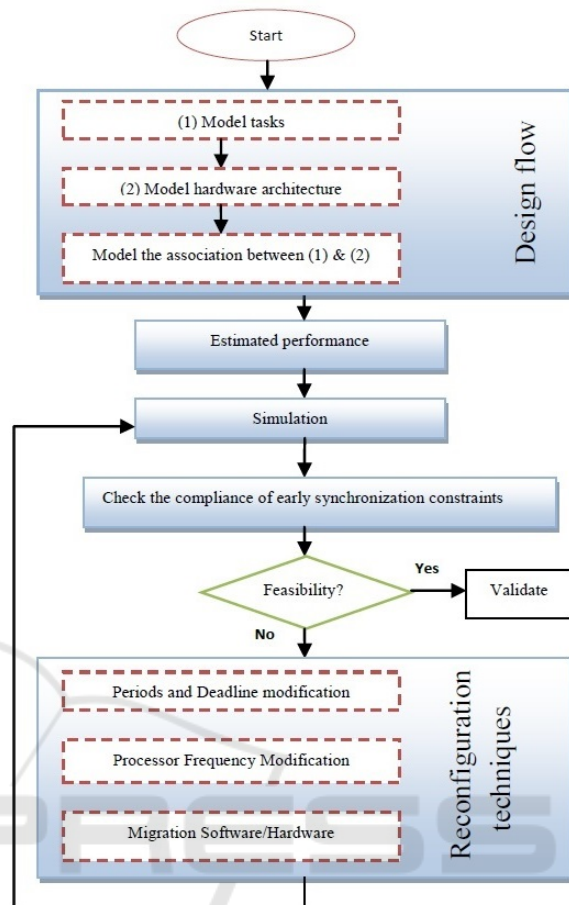 Start
(1) Model tasks
(2) Model hardware architecture
Model the association between (1) & (2)
Design flow
Estimated performance
Simulation
Check the compliance of early synchronization constraints
Feasibility?
Yes
Validate
No
Periods and Deadline modification
Processor Frequency Modification
Migration Software/Hardware
Reconfiguration
techniques
PRESS